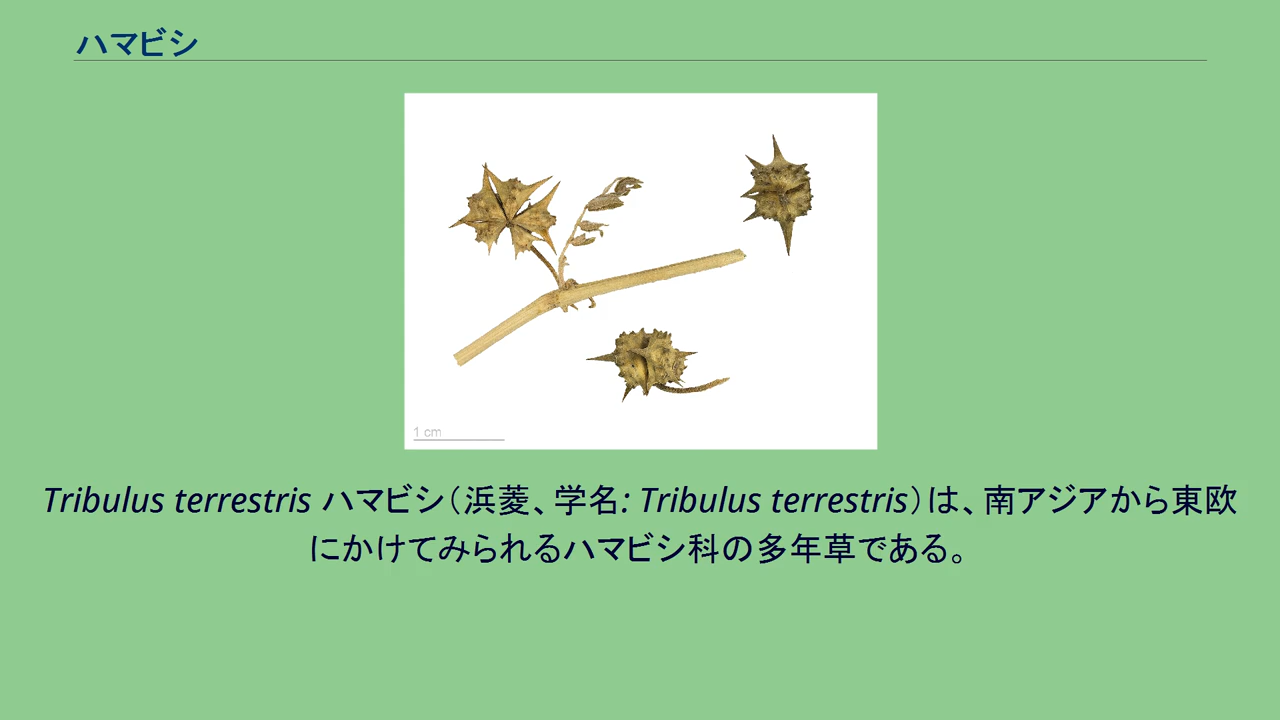 ハマビシ
1 cm
Tribulus terrestris ハマビシ（浜菱、学名: Tribulus terrestris）は、南アジアから東欧
にかけてみられるハマビシ科の多年草である。